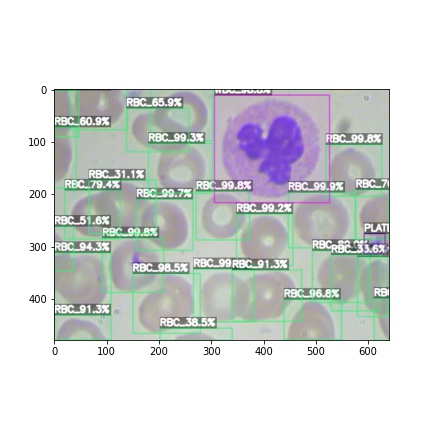 0
100
200
300
400
0
100
200
300
400
500
600
RBC_65.9%
RBC_60.9%
RBC_99.3%
RBC_99.8%
RBC_31.1%
RBC_79.4%
RBC_99.7%
RBC_99.8%
RBC_99.9%
RBC_99.2%
RBC_51.6%
RBC_99.8%
RBC_94.3%
RBC_98.5%
RBC_91.3%
RBC_96.8%
RBC_91.3%
RBC_38.5%